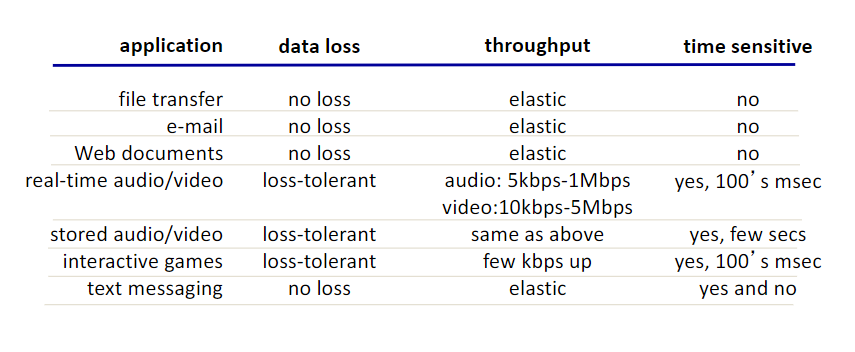 application data loss throughput time sensitive
file transfer no loss elastic no
e-mail no loss elastic no
Web documents no loss elastic no
real-time audio/video loss-tolerant audio: 5kbps-1Mbps yes, 100’s msec
video:10kbps-5Mbps
stored audio/video loss-tolerant same as above yes, few secs
interactive games loss-tolerant few kbps up yes, 100’s msec
text messaging no loss elastic yes and no